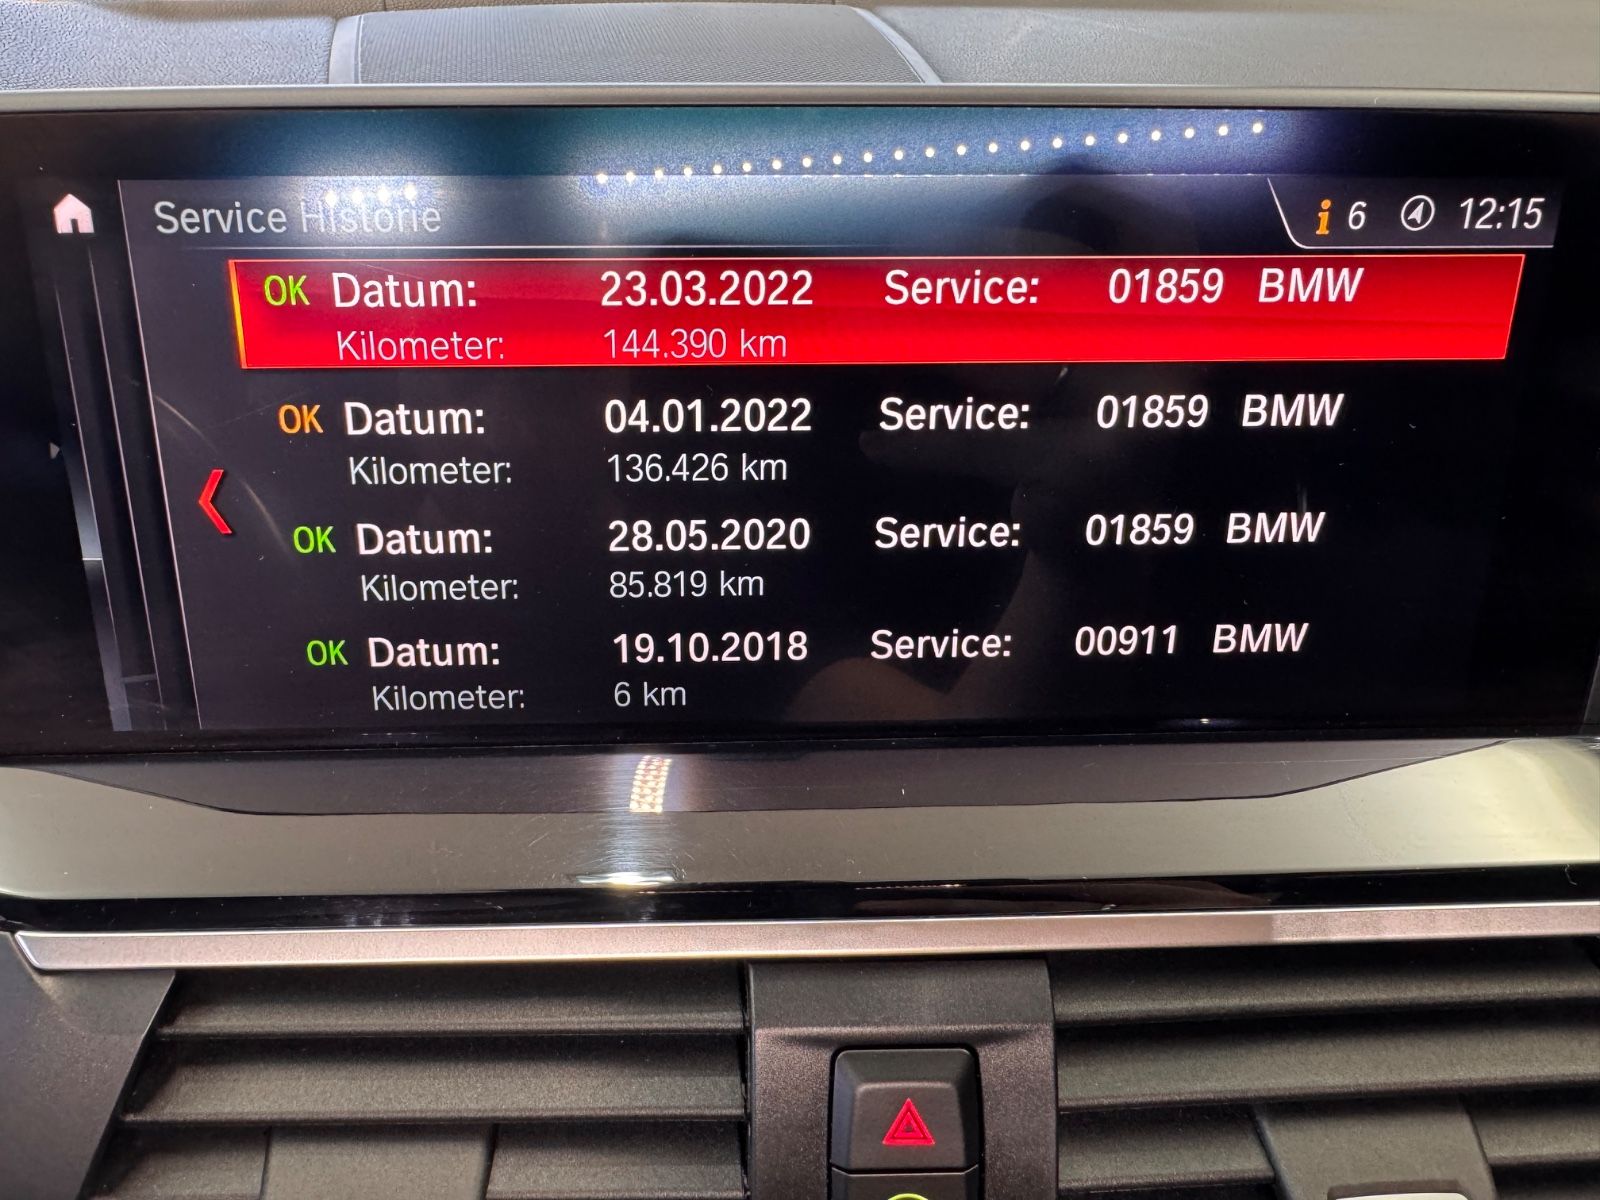 Service Historie
i 6 12:15
OK Datum: 23.03.2022 Service: 01859 BMW
Kilometer: 144.390 km
OK Datum: 04.01.2022 Service: 01859 BMW
Kilometer: 136.426 km
OK Datum: 28.05.2020 Service: 01859 BMW
Kilometer: 85.819 km
OK Datum: 19.10.2018 Service: 00911 BMW
Kilometer: 6 km